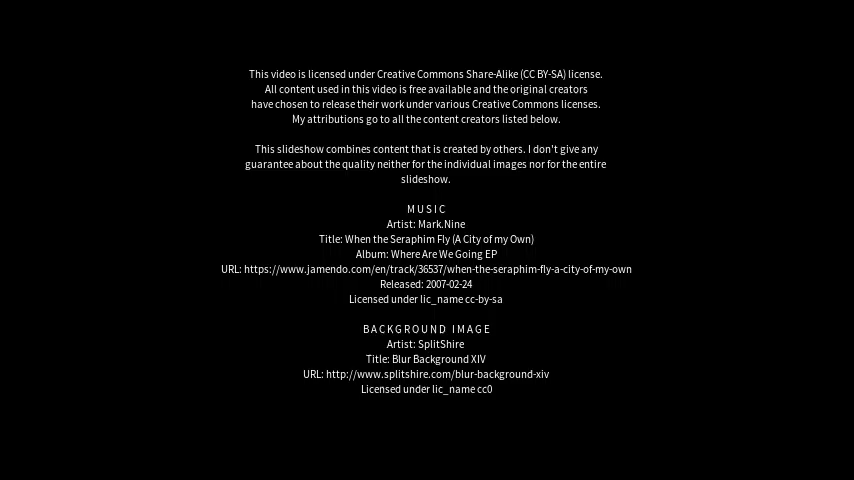 This video is licensed under Creative Commons Share-Alike (CC BY-SA) license.
All content used in this video is free available and the original creators
have chosen to release their work under various Creative Commons licenses.
My attributions go to all the content creators listed below.
This slideshow combines content that is created by others. I don't give any
guarantee about the quality neither for the individual images nor for the entire
slideshow.
MUSIC
Artist: Mark.Nine
Title: When the Seraphim Fly (A City of my Own)
Album: Where Are We Going EP
URL: https://www.jamendo.com/en/track/36537/when-the-seraphim-fly-a-city-of-my-own
Released: 2007-02-24
Licensed under lic_name cc-by-sa
BACKGROUND IMAGE
Artist: SplitShire
Title: Blur Background XIV
URL: http://www.splitshire.com/blur-background-xiv
Licensed under lic_name cc0